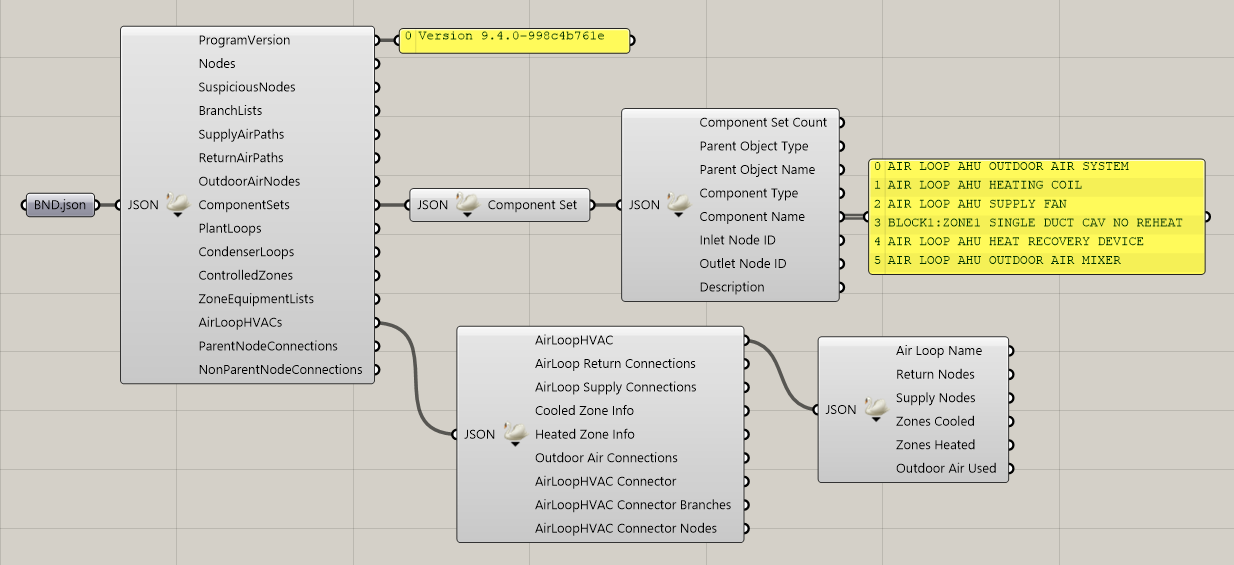 BND.json
JSON
ProgramVersion
Nodes
SuspiciousNodes
BranchLists
SupplyAirPaths
ReturnAirPaths
OutdoorAirNodes
ComponentSets
PlantLoops
CondenserLoops
ControlledZones
ZoneEquipmentLists
AirLoopHVACs
ParentNodeConnections
NonParentNodeConnections
0 Version 9.4.0-998c4b761e
JSON Component Set
JSON
Component Set Count
Parent Object Type
Parent Object Name
Component Type
Component Name
Inlet Node ID
Outlet Node ID
Description
0 AIR LOOP AHU OUTDOOR AIR SYSTEM
1 AIR LOOP AHU HEATING COIL
2 AIR LOOP AHU SUPPLY FAN
3 BLOCK1:ZONE1 SINGLE DUCT CAV NO REHEAT
4 AIR LOOP AHU HEAT RECOVERY DEVICE
5 AIR LOOP AHU OUTDOOR AIR MIXER
JSON
AirLoopHVAC
AirLoop Return Connections
AirLoop Supply Connections
Cooled Zone Info
Heated Zone Info
Outdoor Air Connections
AirLoopHVAC Connector
AirLoopHVAC Connector Branches
AirLoopHVAC Connector Nodes
JSON
Air Loop Name
Return Nodes
Supply Nodes
Zones Cooled
Zones Heated
Outdoor Air Used